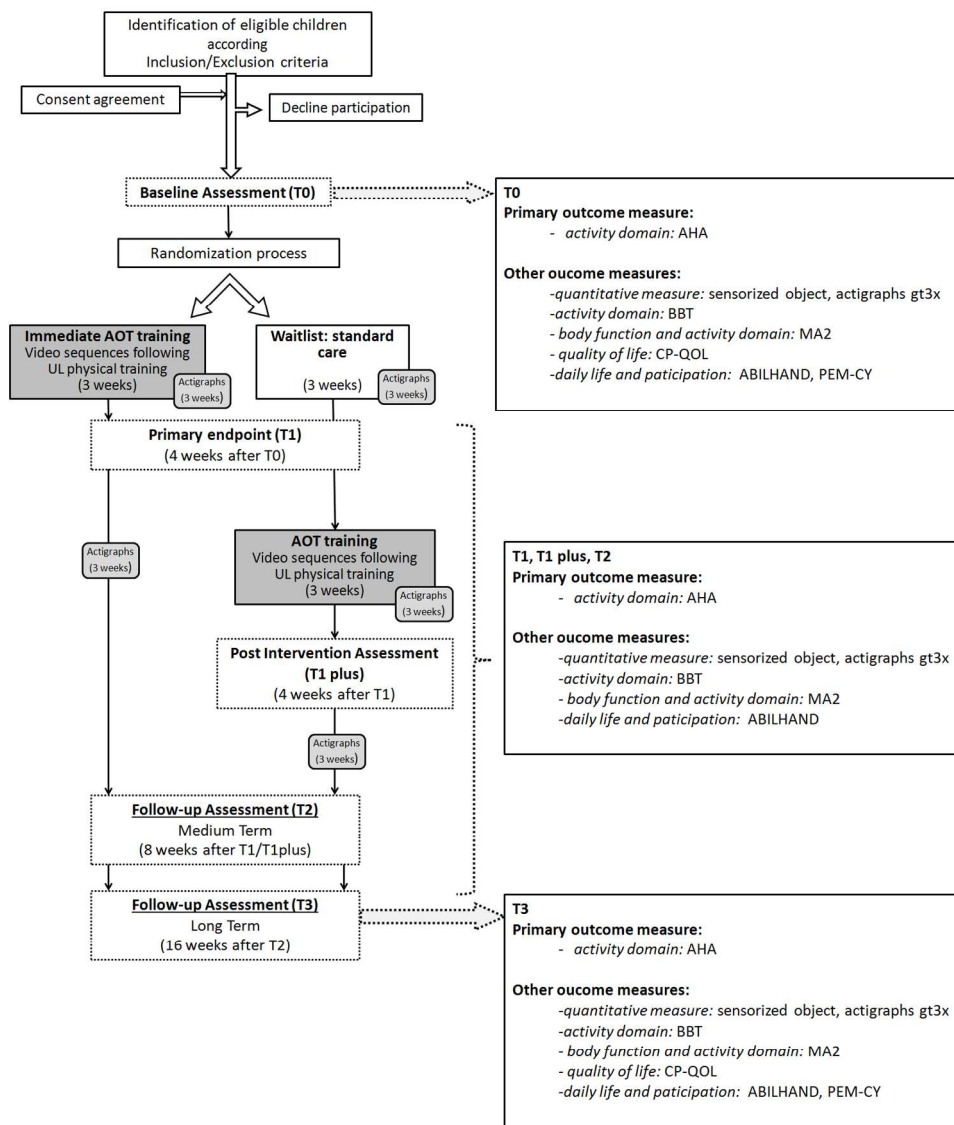 Identification of eligible children
according
Inclusion/Exclusion criteria
Consent agreement
Decline participation
Baseline Assessment (T0)
Randomization process
Immediate AOT training
Video sequences following
UL physical training
(3 weeks)
Actigraphs
(3 weeks)
Waitlist: standard
care
(3 weeks)
Actigraphs
(3 weeks)
Primary endpoint (T1)
(4 weeks after T0)
Actigraphs
(3 weeks)
AOT training
Video sequences following
UL physical training
(3 weeks)
Actigraphs
(3 weeks)
Post Intervention Assessment
(T1 plus)
(4 weeks after T1)
Actigraphs
(3 weeks)
Follow-up Assessment (T2)
Medium Term
(8 weeks after T1/T1plus)
Follow-up Assessment (T3)
Long Term
(16 weeks after T2)
T0
Primary outcome measure:
- activity domain: AHA
Other oucome measures:
-quantitative measure: sensorized object, actigraphs gt3x
-activity domain: BBT
- body function and activity domain: MA2
- quality of life: CP-QOL
-daily life and paticipation: ABILHAND, PEM-CY
T1, T1 plus, T2
Primary outcome measure:
- activity domain: AHA
Other oucome measures:
-quantitative measure: sensorized object, actigraphs gt3x
-activity domain: BBT
- body function and activity domain: MA2
-daily life and paticipation: ABILHAND
T3
Primary outcome measure:
- activity domain: AHA
Other oucome measures:
-quantitative measure: sensorized object, actigraphs gt3x
-activity domain: BBT
- body function and activity domain: MA2
- quality of life: CP-QOL
-daily life and paticipation: ABILHAND, PEM-CY